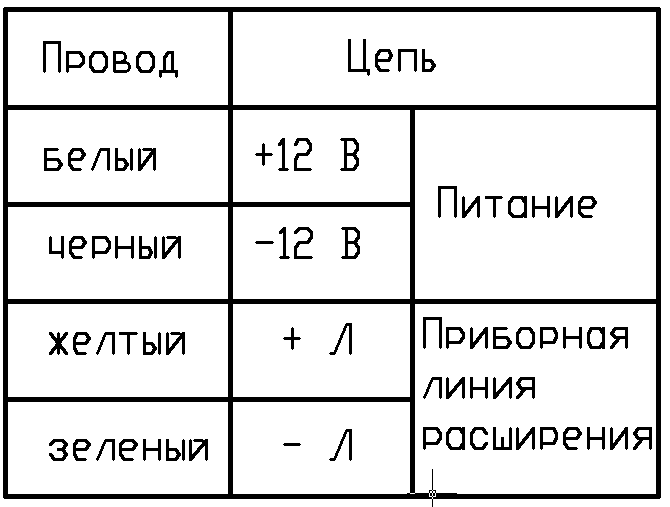 Провод Цепь
белый +12 В
Питание
черный -12 В
желтый + Л Приборная
линия
зеленый - Л расширения